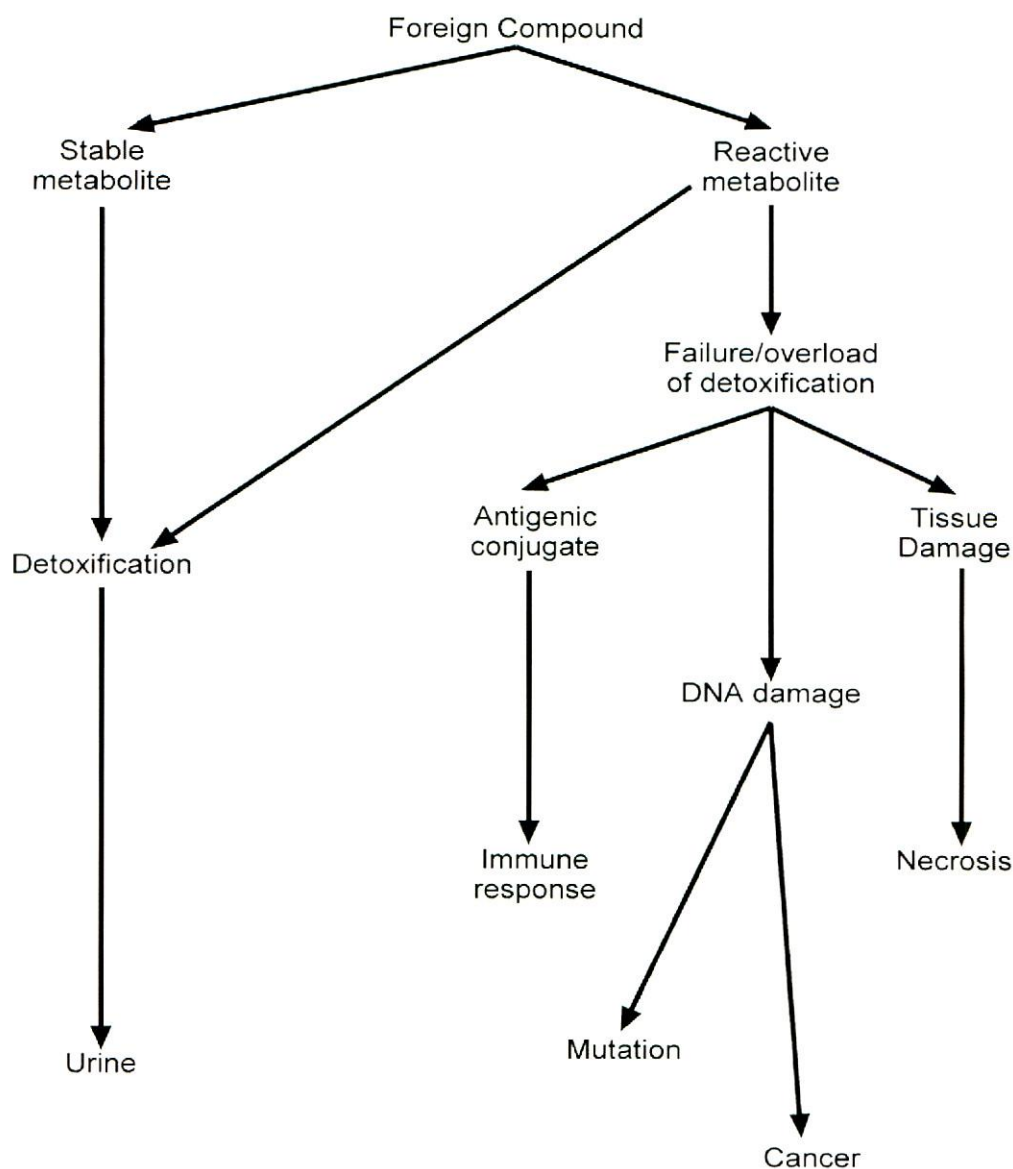 Foreign Compound
Stable
metabolite
Reactive
metabolite
Failure/overload
of detoxification
Antigenic
conjugate
Tissue
Damage
Detoxification
DNA damage
Immune
response
Necrosis
Mutation
Urine
Cancer